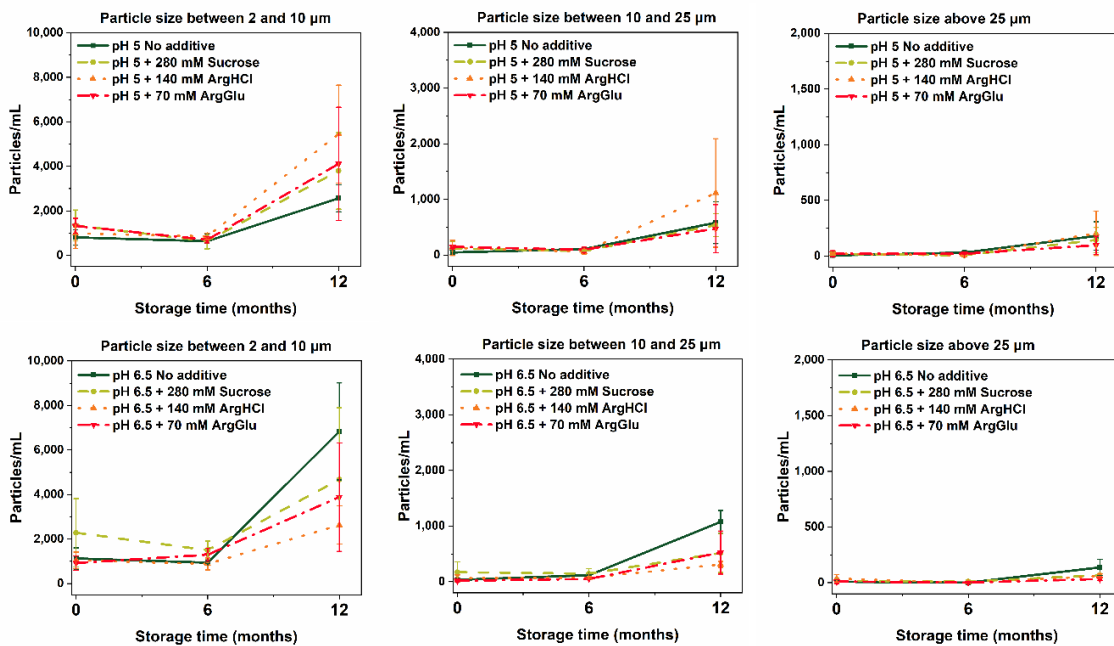 Particle size between 2 and 10 µm
10,000
8,000
6,000
4,000
2,000
0
Particles/mL
pH 5 No additive
pH 5 + 280 mM Sucrose
pH 5 + 140 mM ArgHCl
pH 5 + 70 mM ArgGlu
0
6
12
Storage time (months)
Particle size between 10 and 25 µm
4,000
3,000
2,000
1,000
0
Particles/mL
pH 5 No additive
pH 5 + 280 mM Sucrose
pH 5 + 140 mM ArgHCl
pH 5 + 70 mM ArgGlu
0
6
12
Storage time (months)
Particle size above 25 µm
2,000
1,500
1,000
500
0
Particles/mL
pH 5 No additive
pH 5 + 280 mM Sucrose
pH 5 + 140 mM ArgHCl
pH 5 + 70 mM ArgGlu
0
6
12
Storage time (months)
Particle size between 2 and 10 µm
10,000
8,000
6,000
4,000
2,000
0
Particles/mL
pH 6.5 No additive
pH 6.5 + 280 mM Sucrose
pH 6.5 + 140 mM ArgHCl
pH 6.5 + 70 mM ArgGlu
0
6
12
Storage time (months)
Particle size between 10 and 25 µm
4,000
3,000
2,000
1,000
0
Particles/mL
pH 6.5 No additive
pH 6.5 + 280 mM Sucrose
pH 6.5 + 140 mM ArgHCl
pH 6.5 + 70 mM ArgGlu
0
6
12
Storage time (months)
Particle size above 25 µm
2,000
1,500
1,000
500
0
Particles/mL
pH 6.5 No additive
pH 6.5 + 280 mM Sucrose
pH 6.5 + 140 mM ArgHCl
pH 6.5 + 70 mM ArgGlu
0
6
12
Storage time (months)